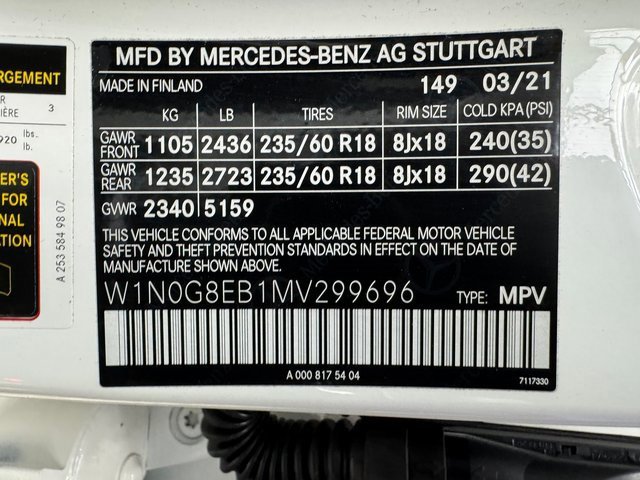 MFD BY MERCEDES-BENZ AG STUTTGART
MADE IN FINLAND 149 03/21
KG LB TIRES RIM SIZE COLD KPA(PSI)
GAWR FRONT 1105 2436 235/60 R18 8Jx18 240(35)
GAWR REAR 1235 2723 235/60 R18 8Jx18 290(42)
GVWR 2340 5159
THIS VEHICLE CONFORMS TO ALL APPLICABLE FEDERAL MOTOR VEHICLE
SAFETY AND THEFT PREVENTION STANDARDS IN EFFECT ON THE DATE OF
MANUFACTURE SHOWN ABOVE.
W1N0G8EB1MV299696 TYPE: MPV
A 000 817 54 04
7117330
3
920 lbs.
lb.
FOR
A 253 584 98 07